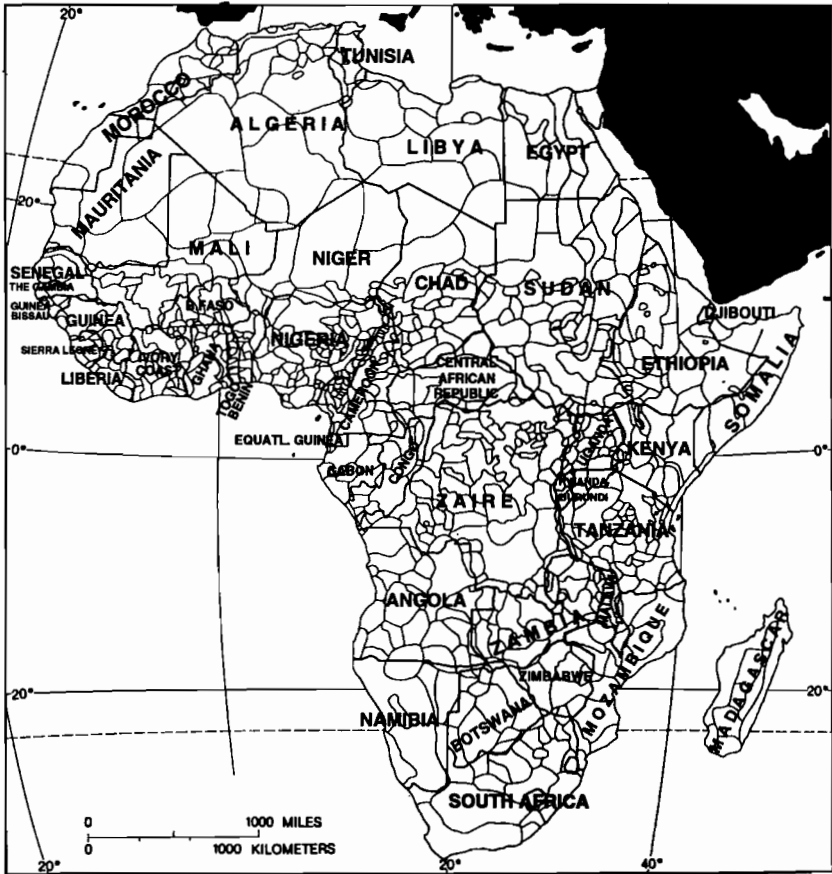 20°
TUNISIA
MOROCCO
ALGERIA
LIBYA
EGYPT
MAURITANIA
20°
MALI
NIGER
CHAD
SUDAN
SENEGAL
THE GAMBIA
GUINEA
BISSAU
GUINEA
B.FASO
NIGERIA
DJIBOUTI
SIERRA LEONE
IVORY
COAST
GHANA
LIBERIA
TOGO
BENIN
CAMEROON
CENTRAL
AFRICAN
REPUBLIC
ETHIOPIA
SOMALIA
EQUATL. GUINEA
UGANDA
KENYA
0°
0°
GABON
CONGO
ZAIRE
RWANDA
BURUNDI
TANZANIA
ANGOLA
ZAMBIA
MALAWI
MOZAMBIQUE
MADAGASCAR
ZIMBABWE
20°
20°
NAMIBIA
BOTSWANA
SOUTH AFRICA
0 1000 MILES
0 1000 KILOMETERS
20°
20°
40°